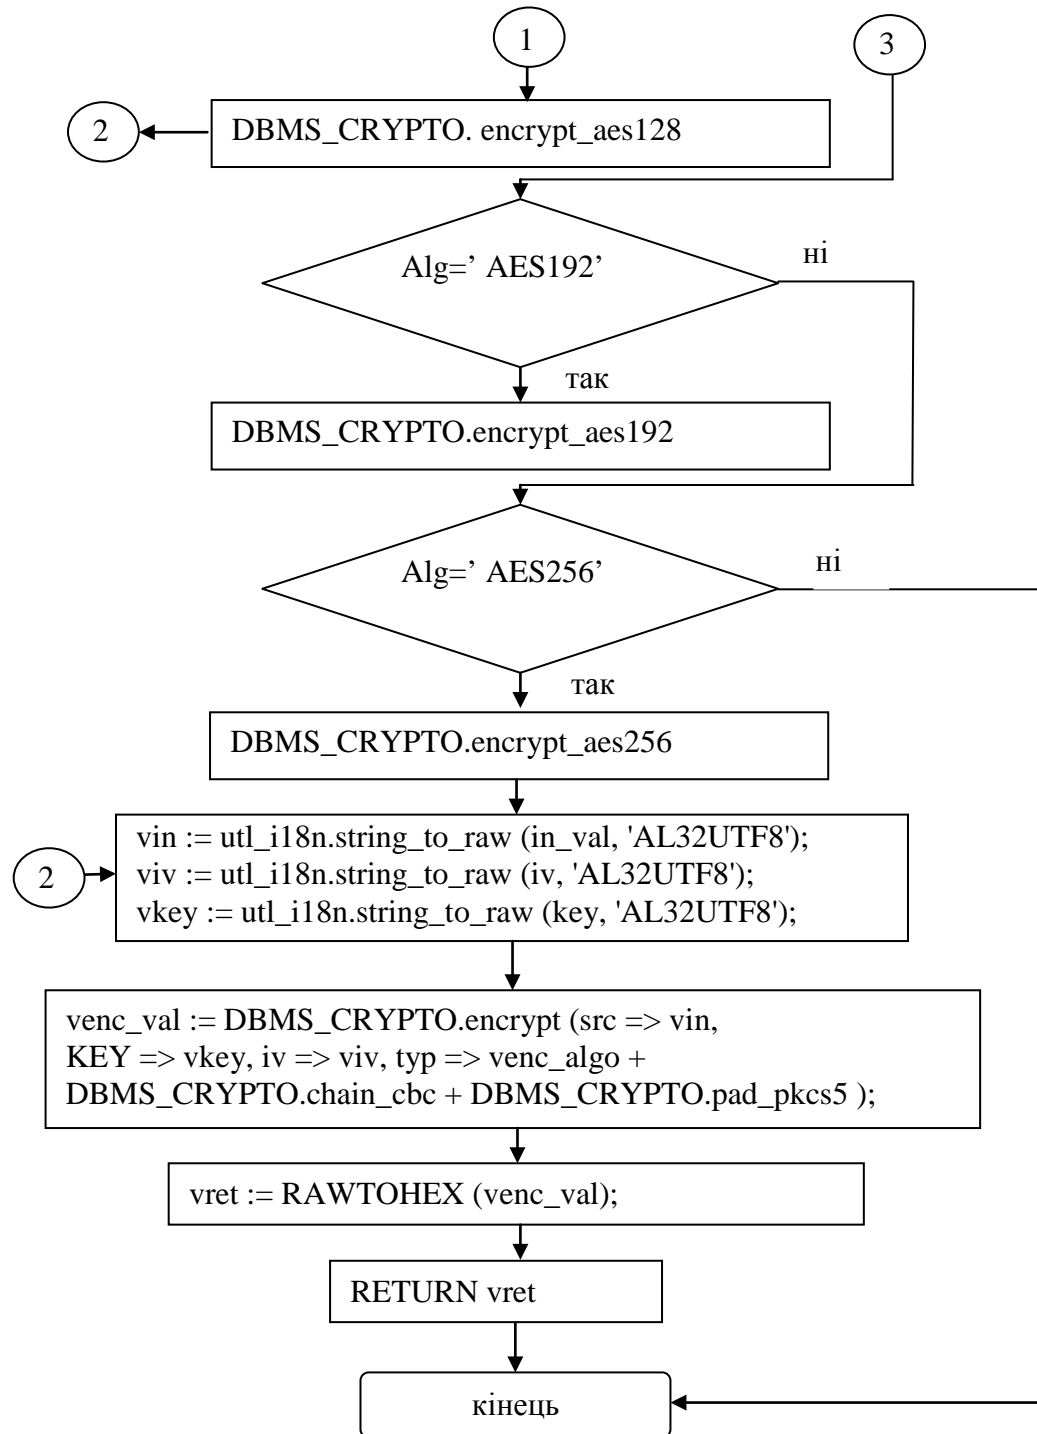 1
3
2
DBMS_CRYPTO. encrypt_aes128
Alg=’ AES192’
ні
так
DBMS_CRYPTO.encrypt_aes192
Alg=’ AES256’
ні
так
DBMS_CRYPTO.encrypt_aes256
2
vin := utl_i18n.string_to_raw (in_val, 'AL32UTF8');
viv := utl_i18n.string_to_raw (iv, 'AL32UTF8');
vkey := utl_i18n.string_to_raw (key, 'AL32UTF8');
venc_val := DBMS_CRYPTO.encrypt (src => vin,
KEY => vkey, iv => viv, typ => venc_algo +
DBMS_CRYPTO.chain_cbc + DBMS_CRYPTO.pad_pkcs5 );
vret := RAWTOHEX (venc_val);
RETURN vret
кінець